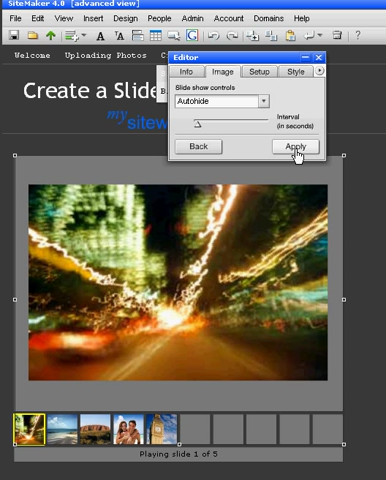 SiteMaker 4.0 [advanced view]
File Edit View Insert Design People Admin Account Domains Help
Welcome Uploading Photos
Editor
Info Image Setup Style
Create a Slide
Slide show controls
Autohide
my sitew
Interval
(in seconds)
Back Apply
Playing slide 1 of 5